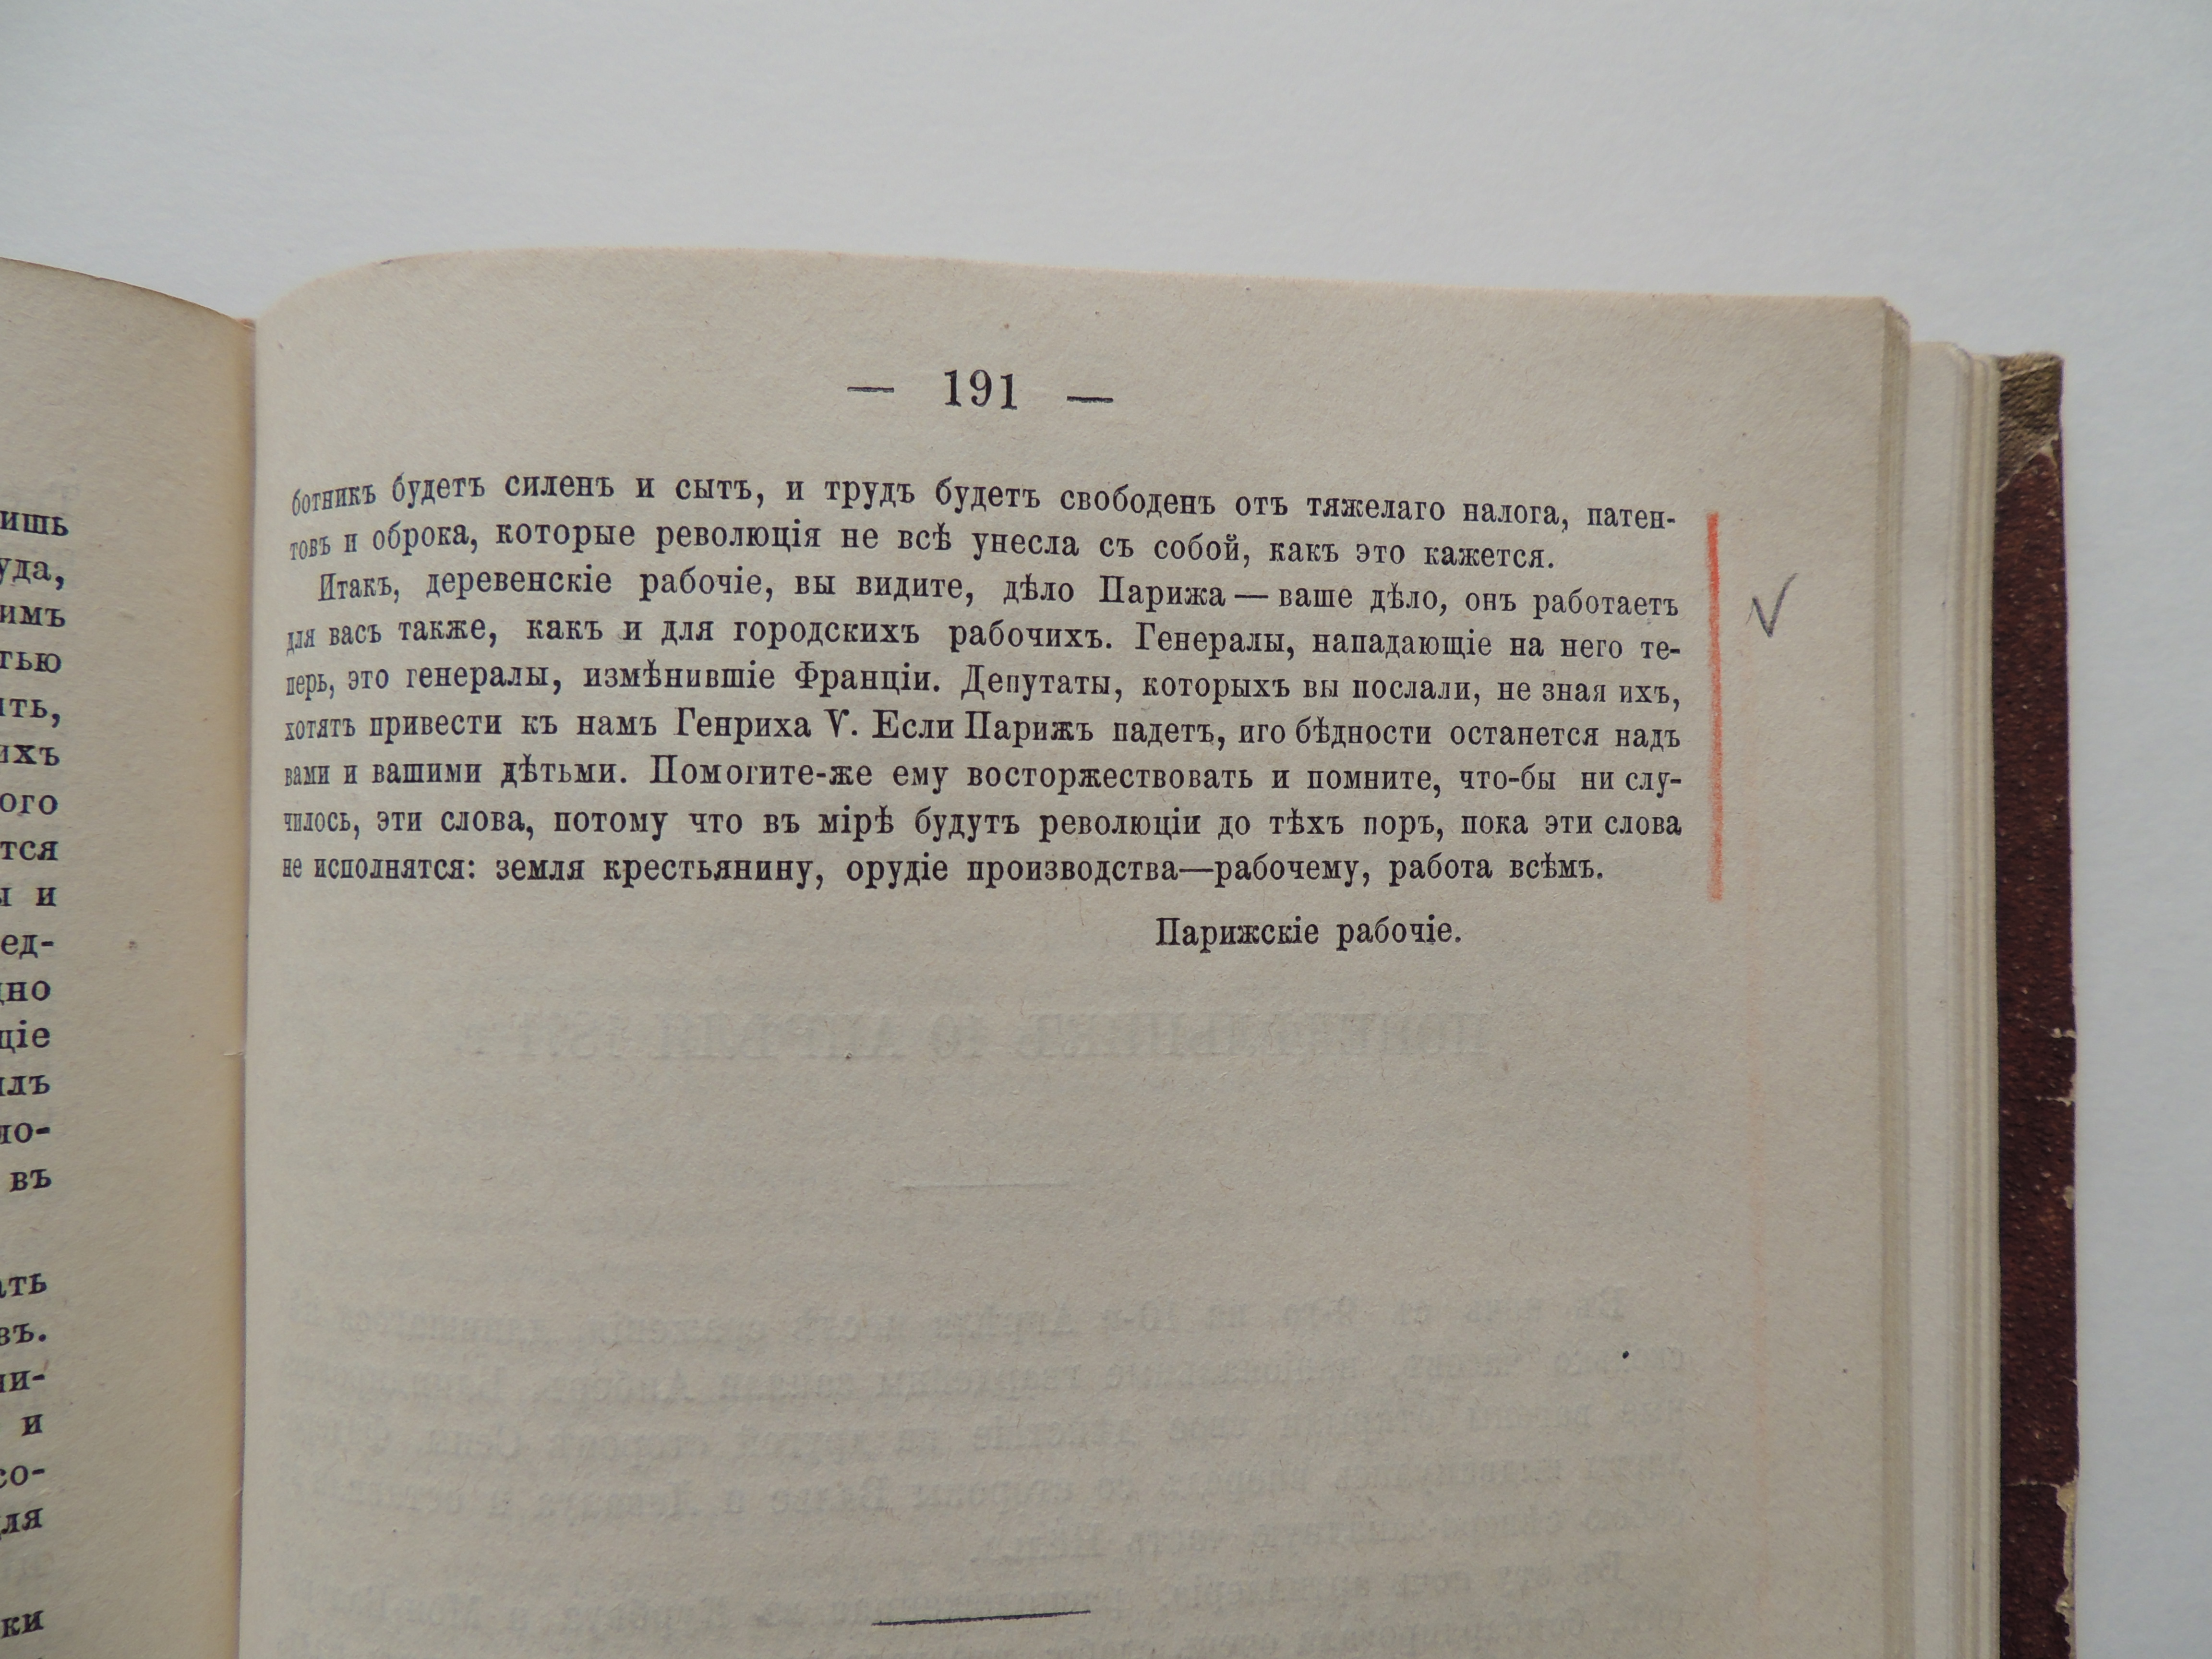 — 191 —
ботникъ будетъ силенъ и сытъ, и трудъ будетъ свободенъ отъ тяжелаго налога, патен-
товъ и оброка, которые революція не всѣ унесла съ собой, какъ это кажется.
Итакъ, деревенскіе рабочіе, вы видите, дѣло Парижа — ваше дѣло, онъ работаетъ
для васъ также, какъ и для городскихъ рабочихъ. Генералы, нападающіе на него те-
перь, это генералы, измѣнившіе Франціи. Депутаты, которыхъ вы послали, не зная ихъ,
хотятъ привести къ намъ Генриха V. Если Парижъ падетъ, иго бѣдности останется надъ
вами и вашими дѣтьми. Помогите-же ему восторжествовать и помните, что-бы ни слу-
чилось, эти слова, потому что въ мірѣ будутъ революціи до тѣхъ поръ, пока эти слова
не исполнятся: земля крестьянину, орудіе производства—рабочему, работа всѣмъ.
Парижскіе рабочіе.